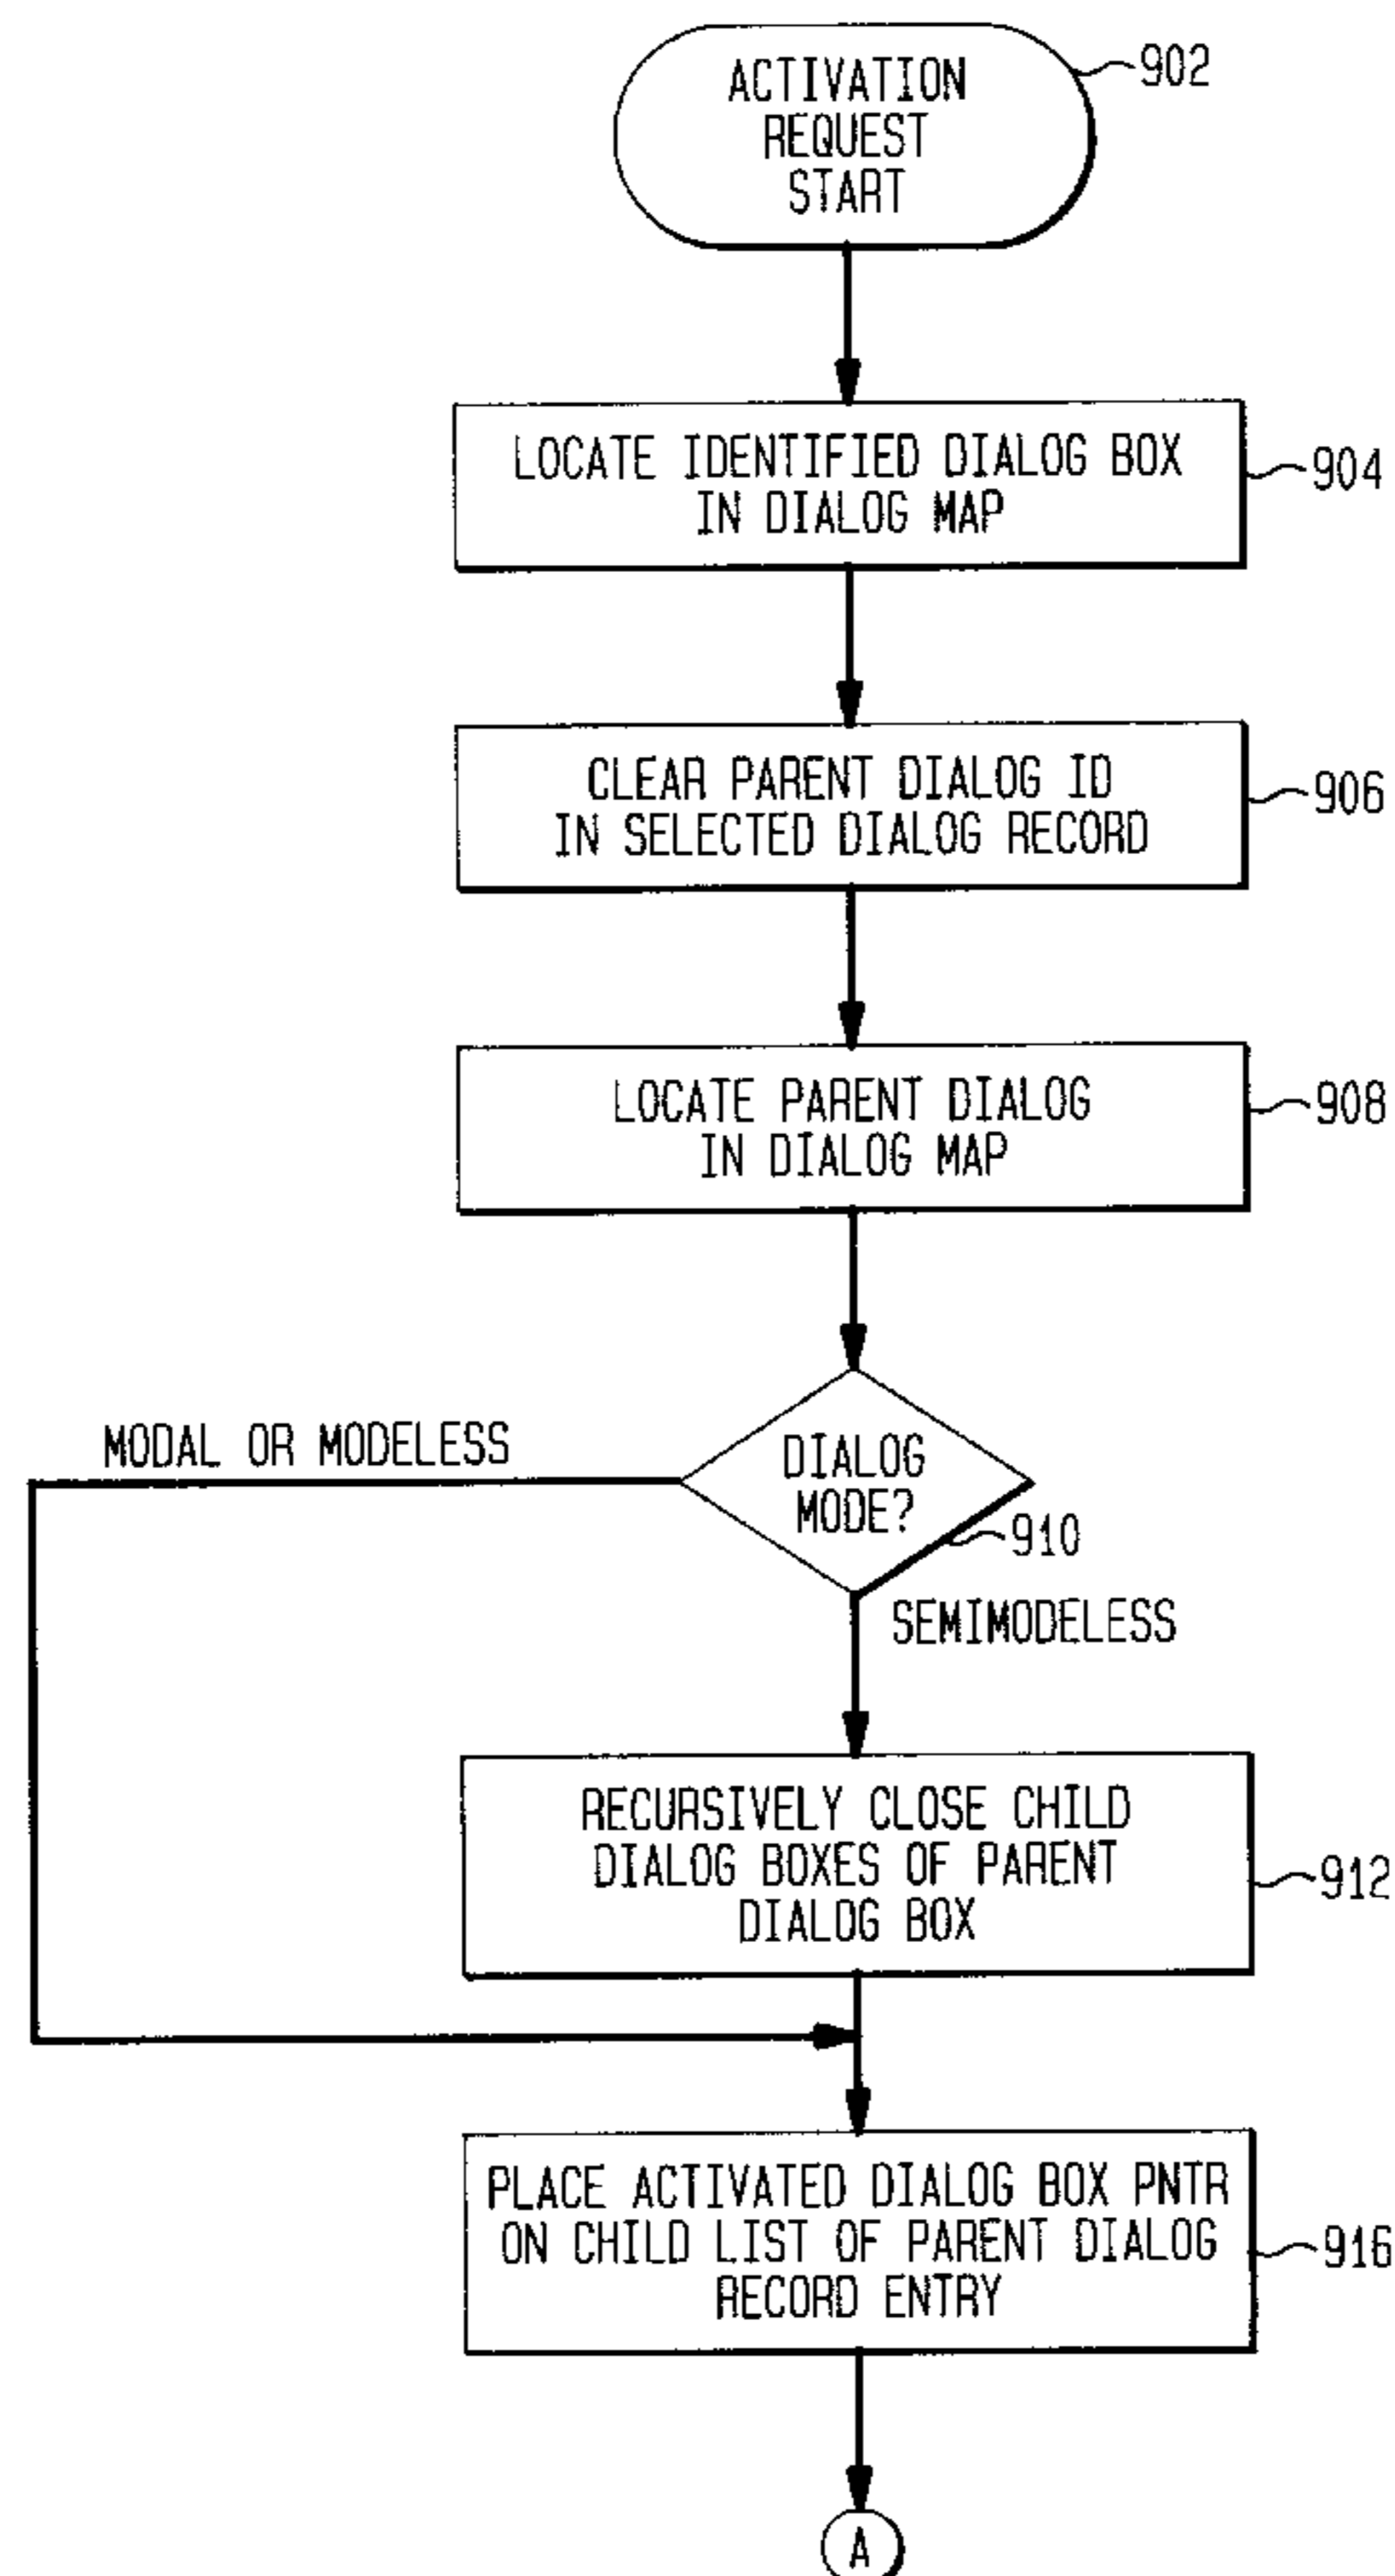 ACTIVATION
REQUEST
START
902
LOCATE IDENTIFIED DIALOG BOX
IN DIALOG MAP
904
CLEAR PARENT DIALOG ID
IN SELECTED DIALOG RECORD
906
LOCATE PARENT DIALOG
IN DIALOG MAP
908
MODAL OR MODELESS
DIALOG
MODE?
910
SEMIMODELESS
RECURSIVELY CLOSE CHILD
DIALOG BOXES OF PARENT
DIALOG BOX
912
PLACE ACTIVATED DIALOG BOX PNTR
ON CHILD LIST OF PARENT DIALOG
RECORD ENTRY
916
A